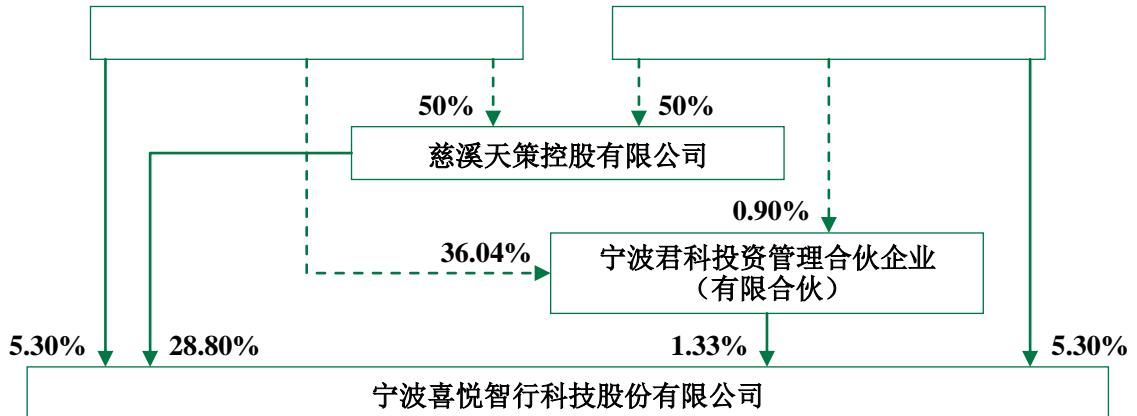 50%
50%
慈溪天策控股有限公司
0.90%
36.04%
宁波君科投资管理合伙企业
（有限合伙）
5.30%
28.80%
1.33%
5.30%
宁波喜悦智行科技股份有限公司